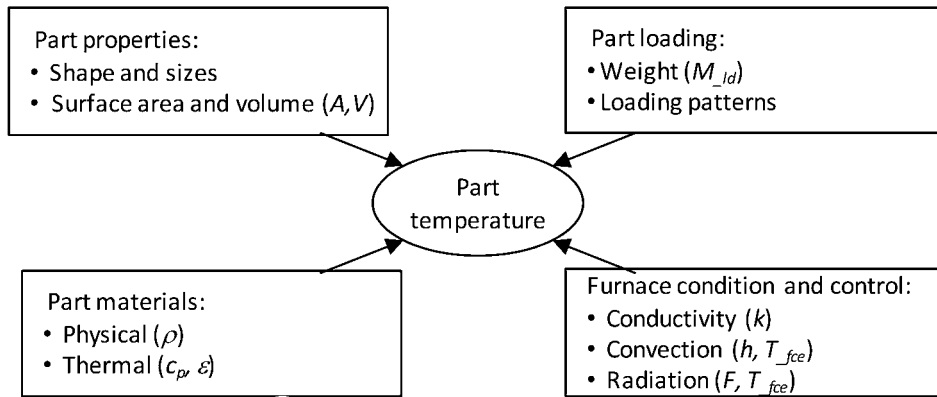 Part properties:
• Shape and sizes
• Surface area and volume (A,V)
Part loading:
• Weight (M_ld)
• Loading patterns
Part
temperature
Part materials:
• Physical (ρ)
• Thermal (cp, ε)
Furnace condition and control:
• Conductivity (k)
• Convection (h, T_fce)
• Radiation (F, T_fce)